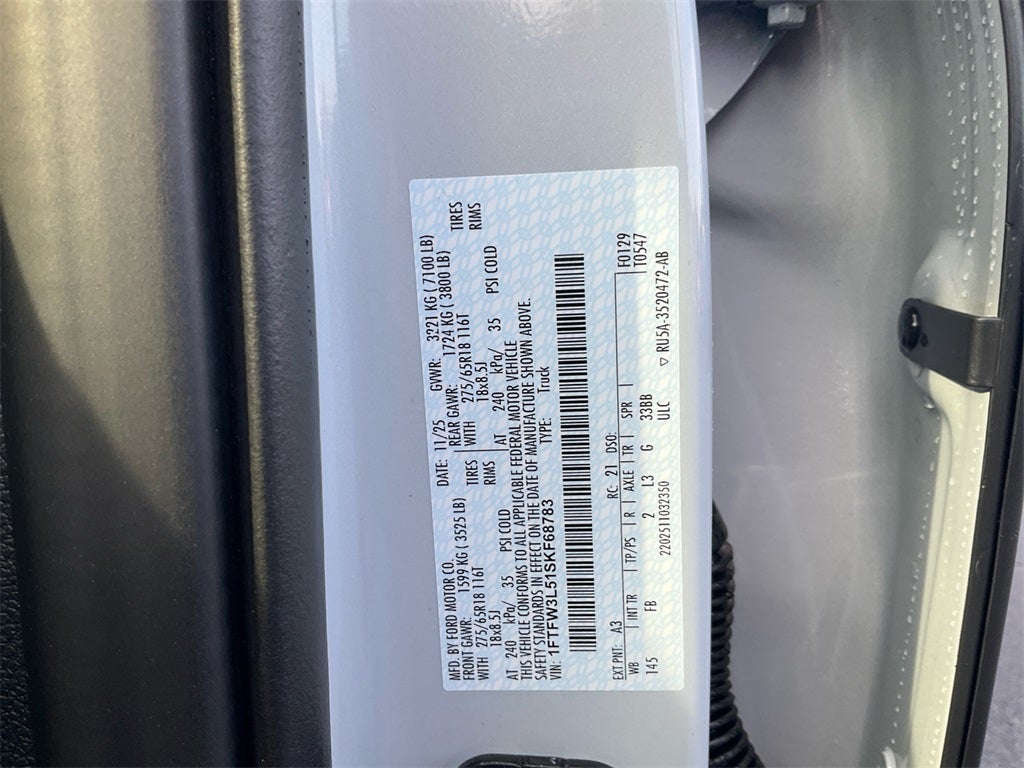 MFD. BY FORD MOTOR CO.
DATE: 11/25 GVWR: 3221 KG ( 7100 LB)
FRONT GAWR: 1599 KG ( 3525 LB) REAR GAWR: 1724 KG ( 3800 LB)
WITH 275/65R18 116T TIRES WITH 275/65R18 116T TIRES
18x8.5J RIMS 18x8.5J RIMS
AT 240 kPa/ 35 PSI COLD AT 240 kPa/ 35 PSI COLD
THIS VEHICLE CONFORMS TO ALL APPLICABLE FEDERAL MOTOR VEHICLE
SAFETY STANDARDS IN EFFECT ON THE DATE OF MANUFACTURE SHOWN ABOVE.
VIN: 1FTFW3L51SKF68783 TYPE: Truck
F0129
EXT PNT: A3 RC: 21 DSO: T0547
WB INT TR TP/PS R AXLE TR SPR
145 FB 2 L3 G 33BB
2202511032350 ULC ▽ RU5A-3520472-AB